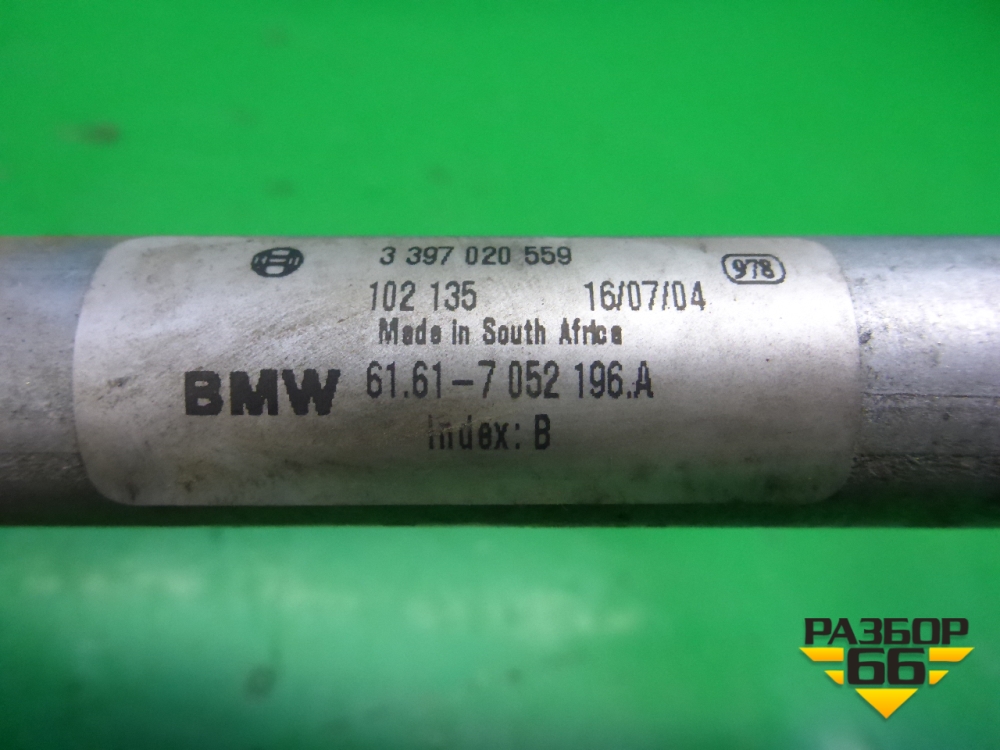 3 397 020 559
978
102 135 16/07/04
Made in South Africa
BMW 61.61-7 052 196.A
Index: B
РАЗБОР
66